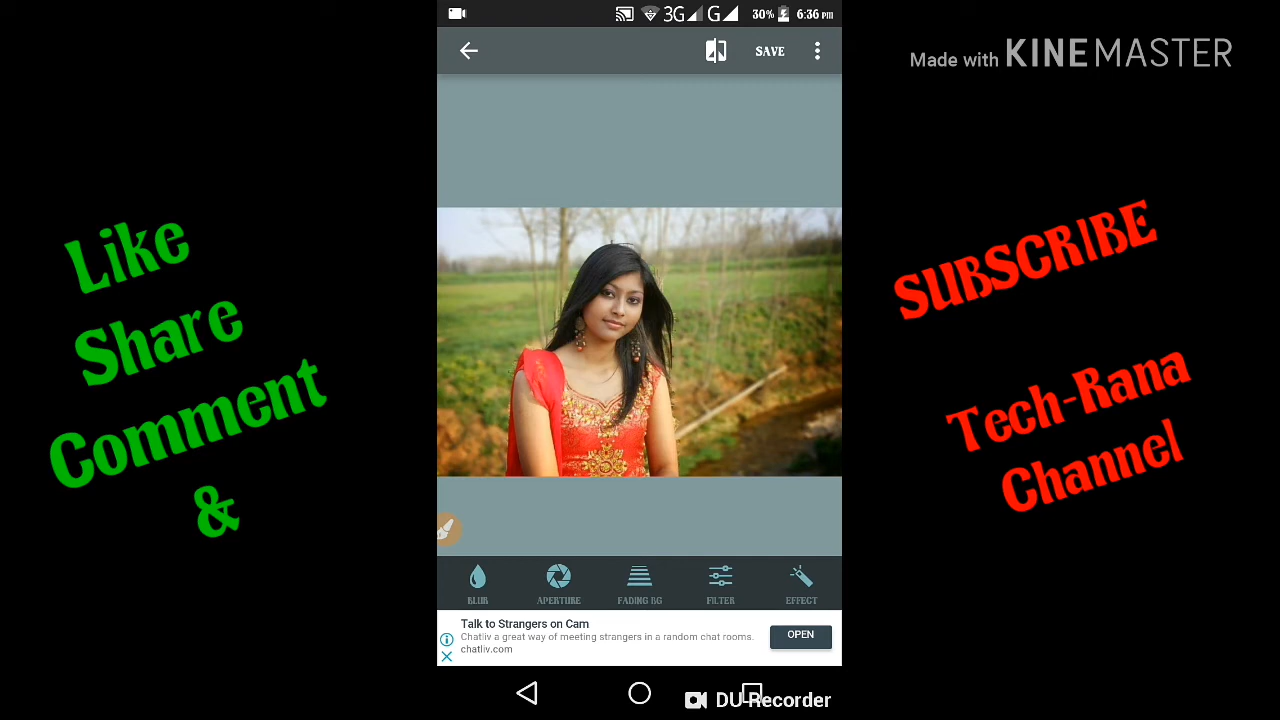 3G G 30% 6:36 PM
SAVE
Made with KINEMASTER
Like
Share
Comment
&
SUBSCRIBE
Tech-Rana
Channel
BLUR APERTURE FADING BG FILTER EFFECT
Talk to Strangers on Cam
Chatliv a great way of meeting strangers in a random chat rooms.
chatliv.com
OPEN
DU Recorder